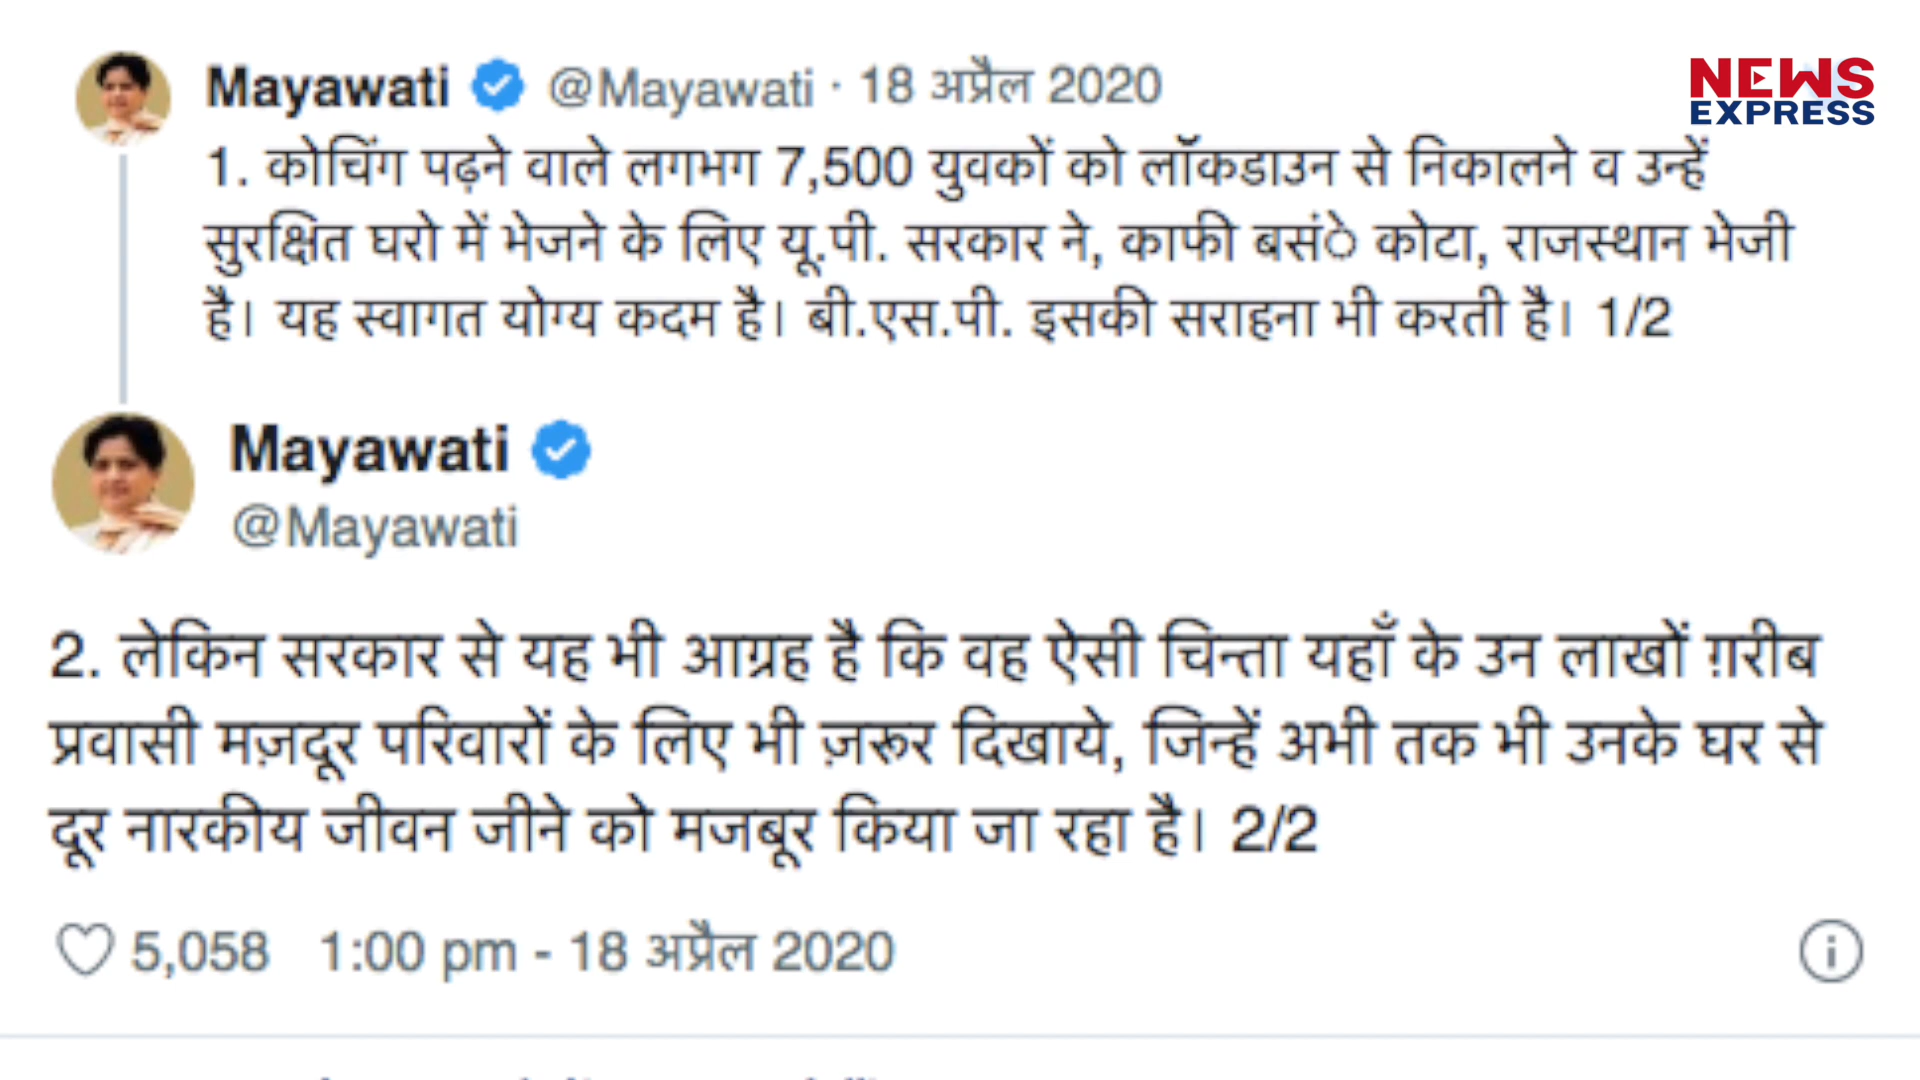 Mayawati @Mayawati · 18 अप्रैल 2020
NEWS
EXPRESS
1. कोचिंग पढ़ने वाले लगभग 7,500 युवकों को लॉकडाउन से निकालने व उन्हें
सुरक्षित घरो में भेजने के लिए यू.पी. सरकार ने, काफी बसंे कोटा, राजस्थान भेजी
है। यह स्वागत योग्य कदम है। बी.एस.पी. इसकी सराहना भी करती है। 1/2
Mayawati
@Mayawati
2. लेकिन सरकार से यह भी आग्रह है कि वह ऐसी चिन्ता यहाँ के उन लाखों ग़रीब
प्रवासी मज़दूर परिवारों के लिए भी ज़रूर दिखाये, जिन्हें अभी तक भी उनके घर से
दूर नारकीय जीवन जीने को मजबूर किया जा रहा है। 2/2
5,058 1:00 pm - 18 अप्रैल 2020